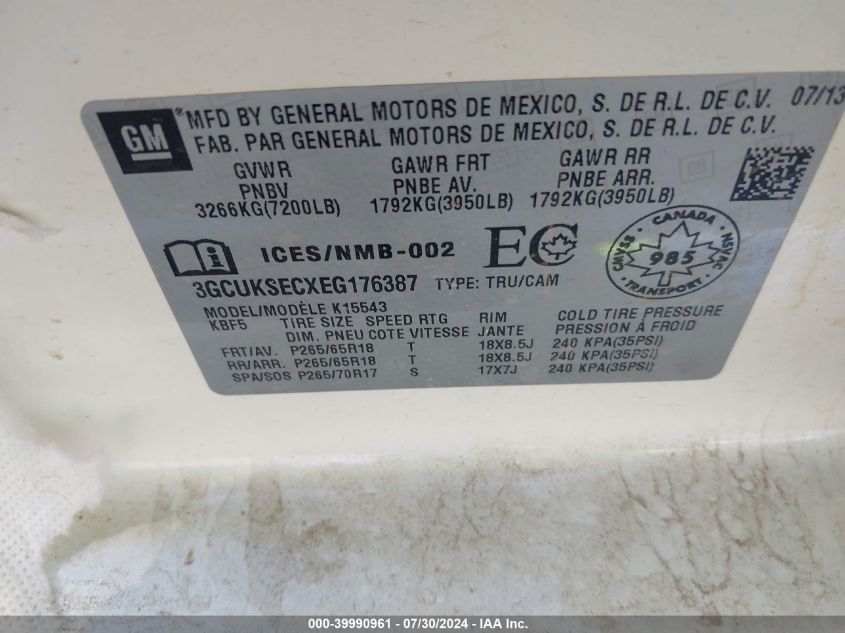 GM
MFD BY GENERAL MOTORS DE MEXICO, S. DE R.L. DE C.V. 07/13
FAB. PAR GENERAL MOTORS DE MEXICO, S. DE R.L. DE C.V.
GVWR GAWR FRT GAWR RR
PNBV PNBE AV. PNBE ARR.
3266KG(7200LB) 1792KG(3950LB) 1792KG(3950LB)
i ICES/NMB-002 EC
CANADA
CMVSS 985 NSVAC
TRANSPORT
3GCUKSECXEG176387 TYPE: TRU/CAM
MODEL/MODÈLE K15543
KBF5 TIRE SIZE SPEED RTG RIM COLD TIRE PRESSURE
DIM. PNEU COTE VITESSE JANTE PRESSION À FROID
FRT/AV. P265/65R18 T 18X8.5J 240 KPA(35PSI)
RR/ARR. P265/65R18 T 18X8.5J 240 KPA(35PSI)
SPA/SOS P265/70R17 S 17X7J 240 KPA(35PSI)
000-39990961 - 07/30/2024 - IAA Inc.